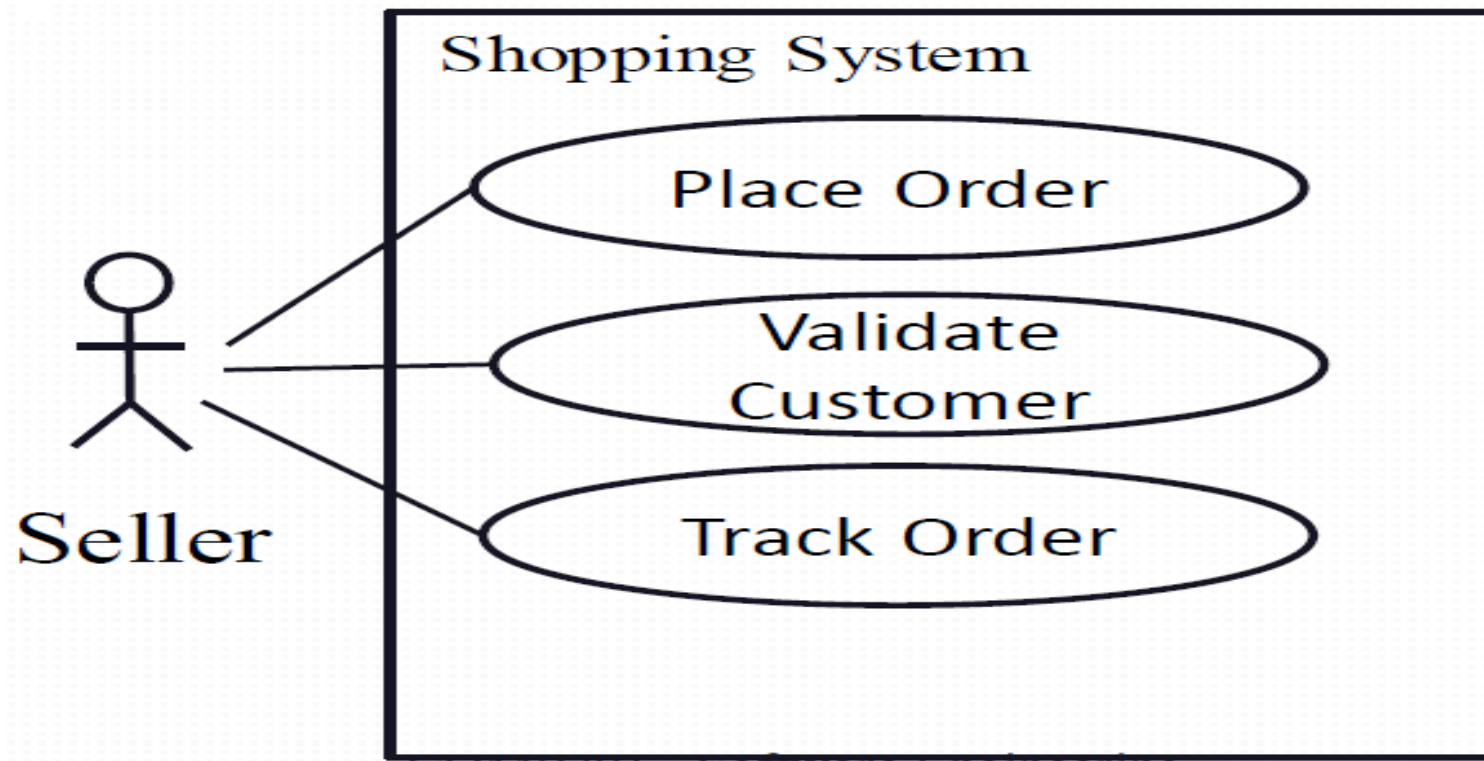 Shopping System
Place Order
Validate
Customer
Track Order
Seller